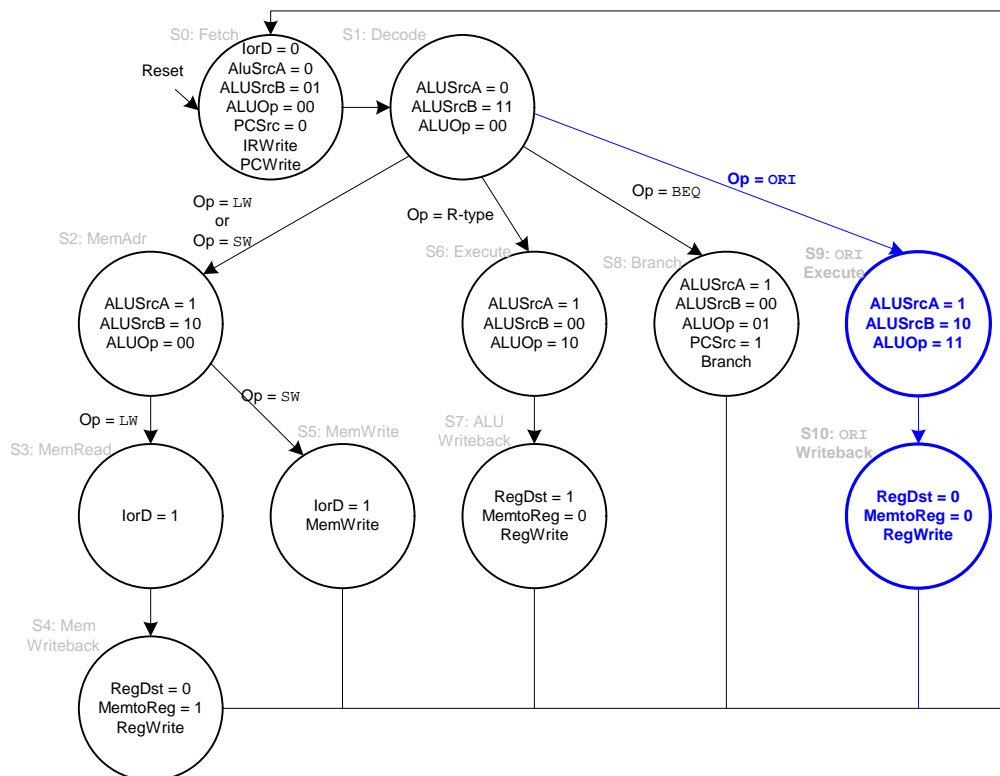 S0: Fetch
IorD = 0
AluSrcA = 0
ALUSrcB = 01
ALUOp = 00
PCSrc = 0
IRWrite
PCWrite
Reset
S1: Decode
ALUSrcA = 0
ALUSrcB = 11
ALUOp = 00
Op = LW
or
Op = SW
Op = R-type
Op = BEQ
Op = ORI
S2: MemAdr
ALUSrcA = 1
ALUSrcB = 10
ALUOp = 00
S6: Execute
ALUSrcA = 1
ALUSrcB = 00
ALUOp = 10
S8: Branch
ALUSrcA = 1
ALUSrcB = 00
ALUOp = 01
PCSrc = 1
Branch
S9: ORI
Execute
ALUSrcA = 1
ALUSrcB = 10
ALUOp = 11
Op = LW
Op = SW
S3: MemRead
IorD = 1
S5: MemWrite
IorD = 1
MemWrite
S7: ALU
Writeback
RegDst = 1
MemtoReg = 0
RegWrite
S10: ORI
Writeback
RegDst = 0
MemtoReg = 0
RegWrite
S4: Mem
Writeback
RegDst = 0
MemtoReg = 1
RegWrite